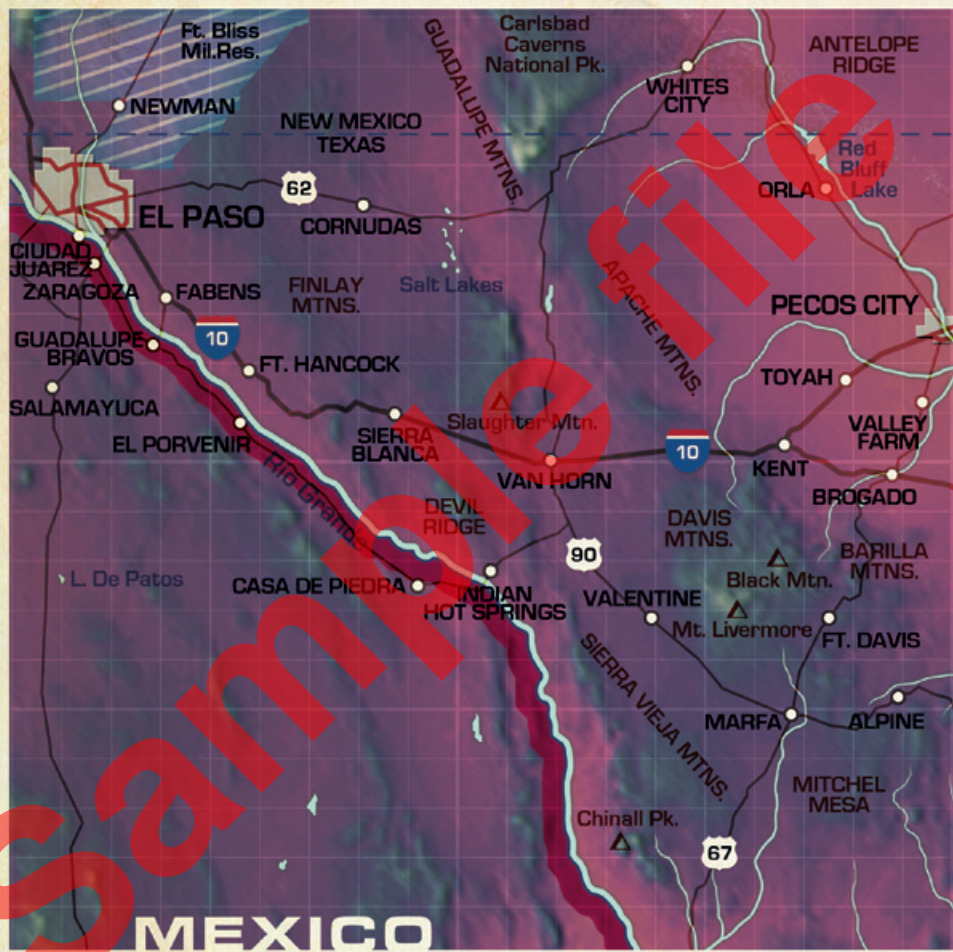 Ft. Bliss
Mil.Res.
GUADALUPE MTNS.
Carlsbad
Caverns
National Pk.
ANTELOPE
RIDGE
WHITES
CITY
NEWMAN
NEW MEXICO
TEXAS
Red
Bluff
Lake
ORLA
62
EL PASO
CORNUDAS
CIUDAD
JUAREZ
ZARAGOZA
FABENS
FINLAY
MTNS.
Salt Lakes
APACHE MTNS.
PECOS CITY
GUADALUPE
BRAVOS
10
FT. HANCOCK
TOYAH
SALAMAYUCA
EL PORVENIR
SIERRA
BLANCA
Slaughter Mtn.
VALLEY
FARM
10
KENT
VAN HORN
BROGADO
Rio Grande
DEVIL
RIDGE
DAVIS
MTNS.
90
BARILLA
MTNS.
L. De Patos
CASA DE PIEDRA
INDIAN
HOT SPRINGS
VALENTINE
Black Mtn.
Mt. Livermore
FT. DAVIS
SIERRA VIEJA MTNS.
MARFA
ALPINE
MITCHEL
MESA
Chinall Pk.
67
MEXICO
Sample file